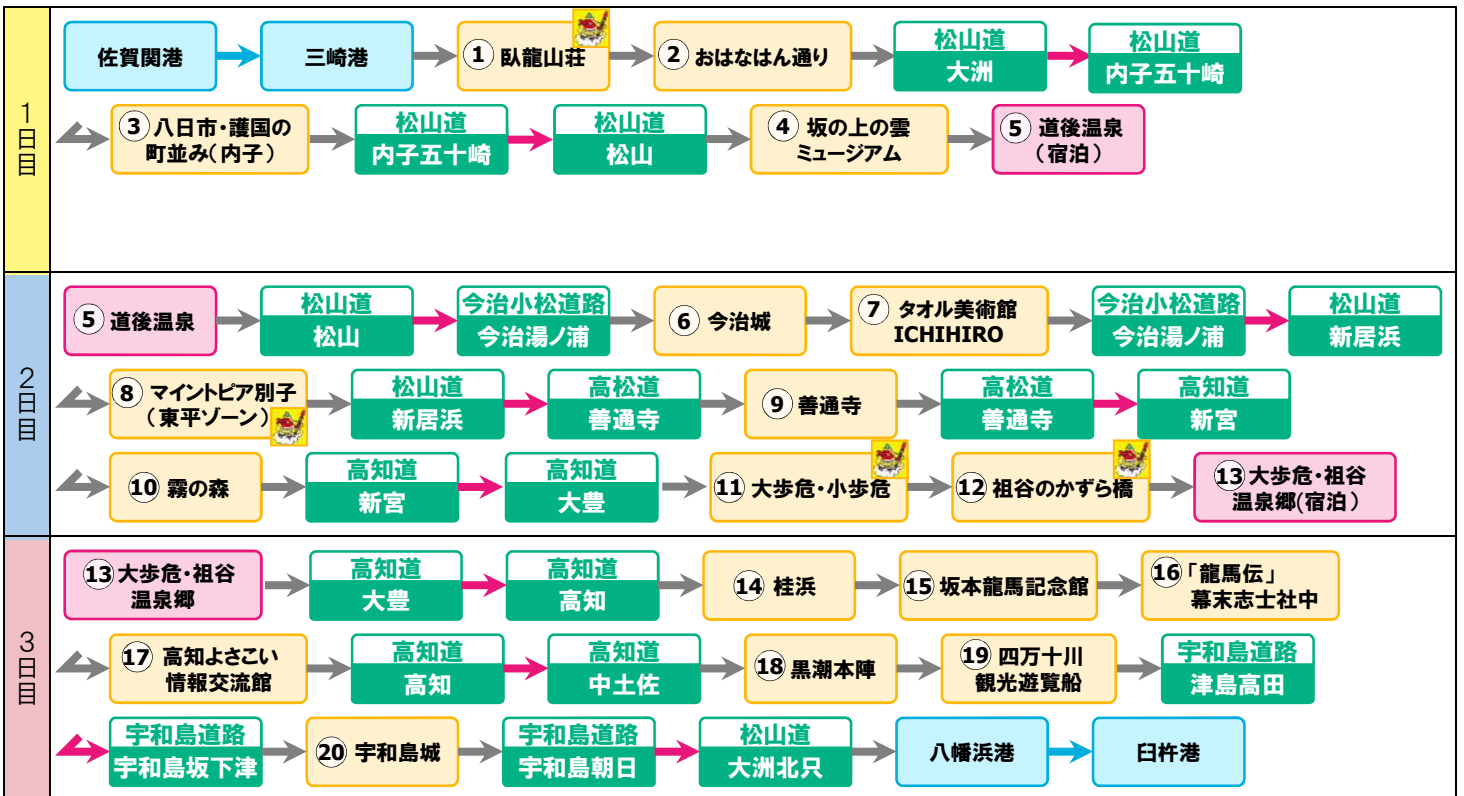 1日目
佐賀関港
三崎港
① 臥龍山荘
② おはなはん通り
松山道
大洲
松山道
内子五十崎
③ 八日市・護国の
町並み(内子)
松山道
内子五十崎
松山道
松山
④ 坂の上の雲
ミュージアム
⑤ 道後温泉
(宿泊)
2日目
⑤ 道後温泉
松山道
松山
今治小松道路
今治湯ノ浦
⑥ 今治城
⑦ タオル美術館
ICHIHIRO
今治小松道路
今治湯ノ浦
松山道
新居浜
⑧ マイントピア別子
(東平ゾーン)
松山道
新居浜
高松道
善通寺
⑨ 善通寺
高松道
善通寺
高知道
新宮
⑩ 霧の森
高知道
新宮
高知道
大豊
⑪ 大歩危・小歩危
⑫ 祖谷のかずら橋
⑬ 大歩危・祖谷
温泉郷(宿泊)
3日目
⑬ 大歩危・祖谷
温泉郷
高知道
大豊
高知道
高知
⑭ 桂浜
⑮ 坂本龍馬記念館
⑯ 「龍馬伝」
幕末志士社中
⑰ 高知よさこい
情報交流館
高知道
高知
高知道
中土佐
⑱ 黒潮本陣
⑲ 四万十川
観光遊覧船
宇和島道路
津島高田
宇和島道路
宇和島坂下津
⑳ 宇和島城
宇和島道路
宇和島朝日
松山道
大洲北只
八幡浜港
臼杵港